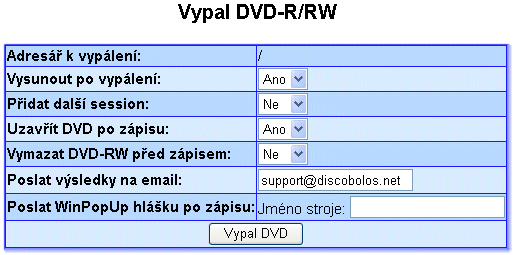 Vypal DVD-R/RW
Adresář k vypálení: /
Vysunout po vypálení: Ano
Přidat další session: Ne
Uzavřít DVD po zápisu: Ano
Vymazat DVD-RW před zápisem: Ne
Poslat výsledky na email: support@discobolos.net
Poslat WinPopUp hlášku po zápisu: Jméno stroje:
Vypal DVD